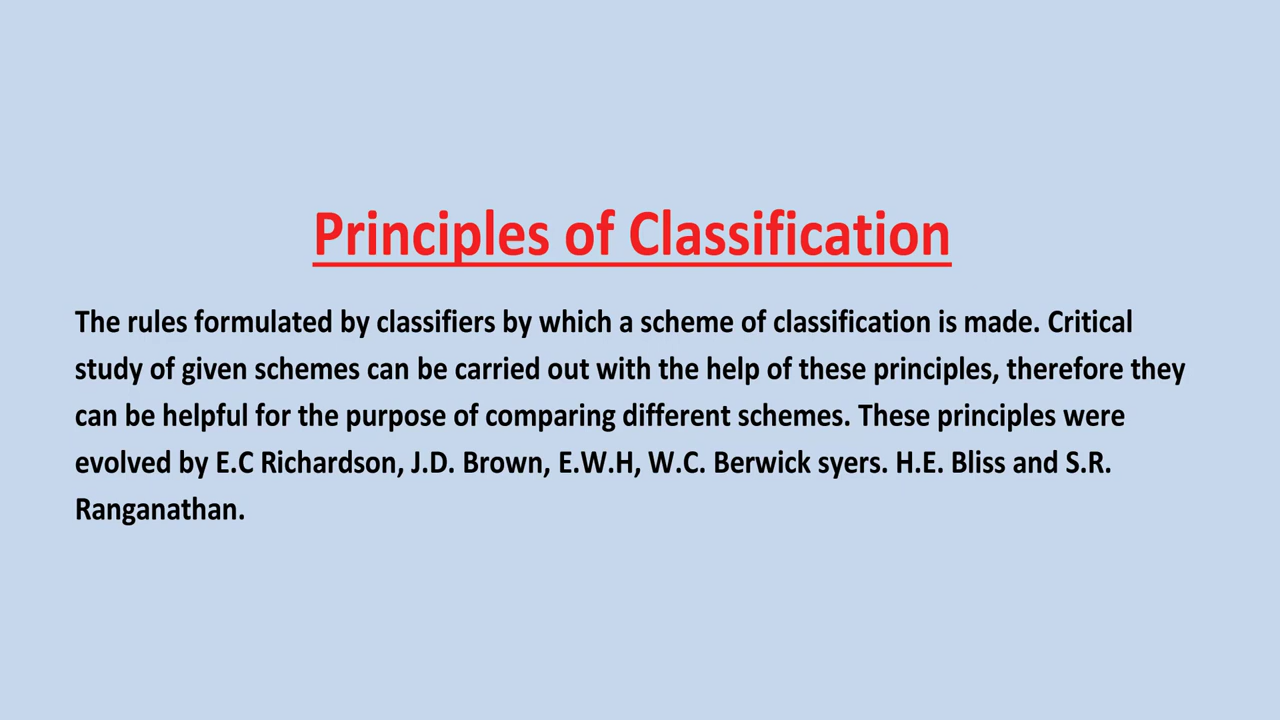 Principles of Classification
The rules formulated by classifiers by which a scheme of classification is made. Critical
study of given schemes can be carried out with the help of these principles, therefore they
can be helpful for the purpose of comparing different schemes. These principles were
evolved by E.C Richardson, J.D. Brown, E.W.H, W.C. Berwick syers. H.E. Bliss and S.R.
Ranganathan.